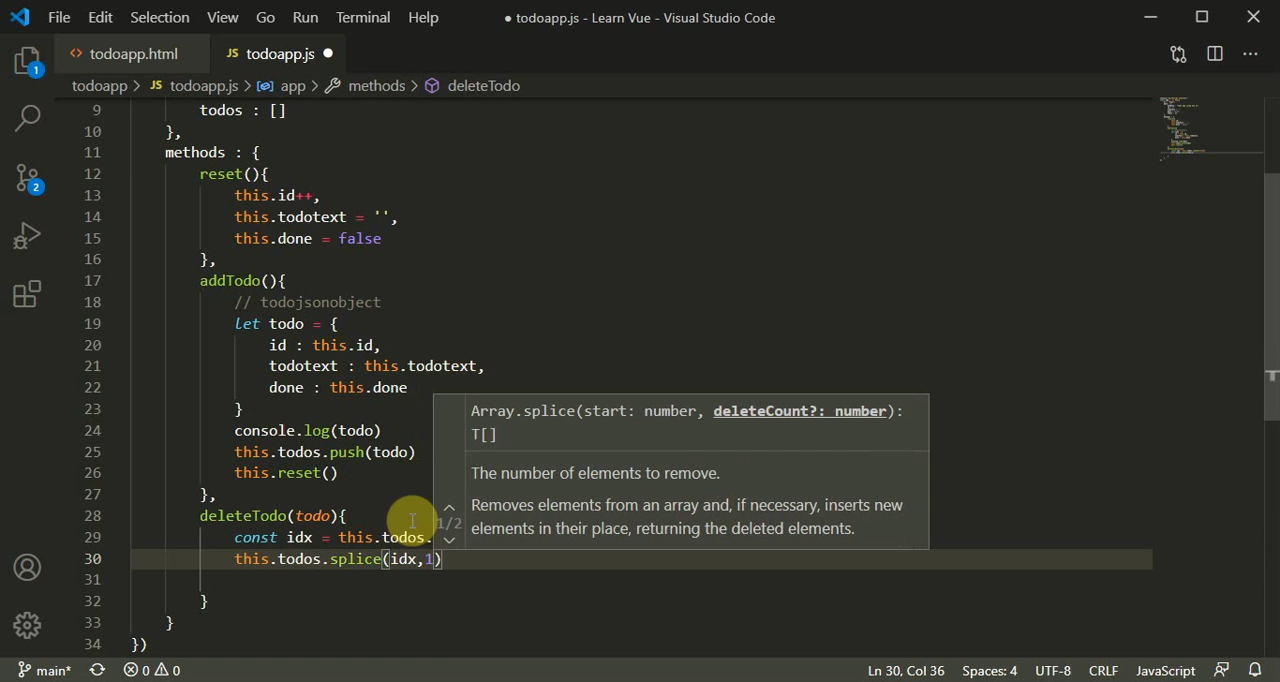 File Edit Selection View Go Run Terminal Help ● todoapp.js - Learn Vue - Visual Studio Code
<> todoapp.html JS todoapp.js ●
todoapp > JS todoapp.js > app > methods > deleteTodo
1
2
9 todos : []
10 },
11 methods : {
12 reset(){
13 this.id++,
14 this.todotext = '',
15 this.done = false
16 },
17 addTodo(){
18 // todojsonobject
19 let todo = {
20 id : this.id,
21 todotext : this.todotext,
22 done : this.done
23 }
24 console.log(todo)
25 this.todos.push(todo)
26 this.reset()
27 },
28 deleteTodo(todo){
29 const idx = this.todos.
30 this.todos.splice(idx,1)
31
32 }
33 }
34 })
Array.splice(start: number, deleteCount?: number):
T[]
The number of elements to remove.
1/2
Removes elements from an array and, if necessary, inserts new
elements in their place, returning the deleted elements.
main* 0 0 Ln 30, Col 36 Spaces: 4 UTF-8 CRLF JavaScript